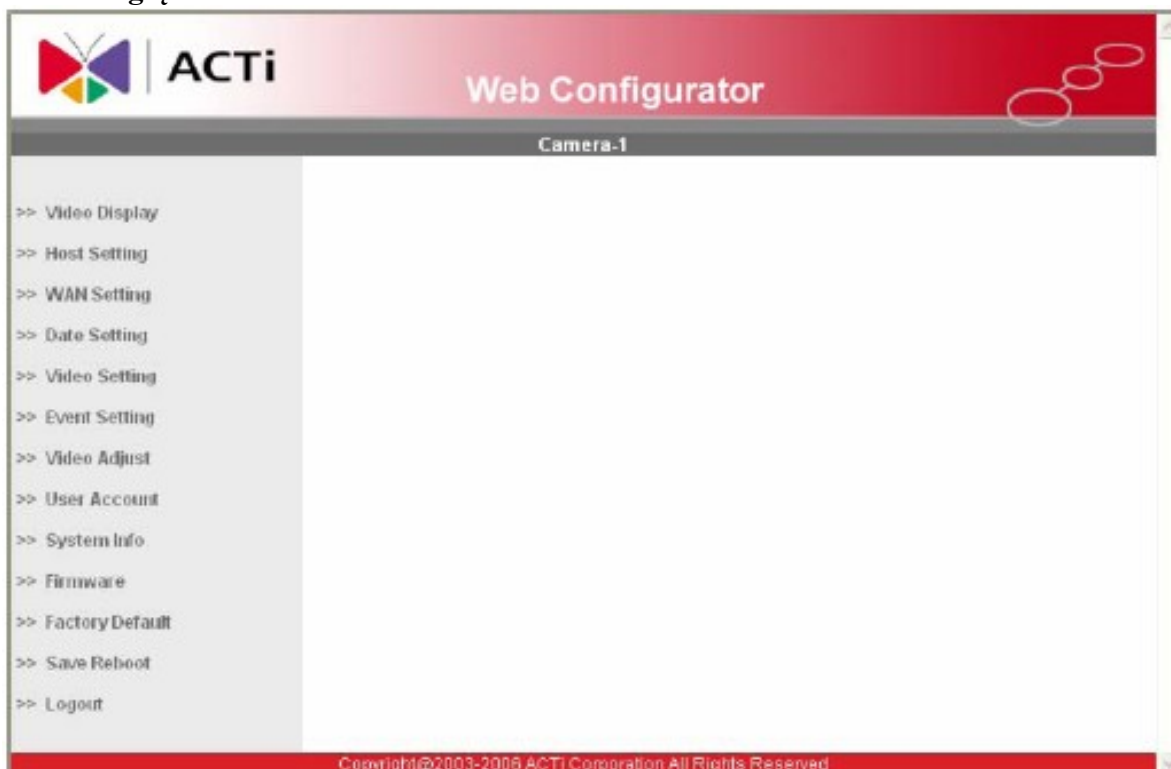 ACTi
Web Configurator
Camera-1
>> Video Display
>> Host Setting
>> WAN Setting
>> Date Setting
>> Video Setting
>> Event Setting
>> Video Adjust
>> User Account
>> System Info
>> Firmware
>> Factory Default
>> Save Reboot
>> Logout
Copyright@2003-2006 ACTi Corporation All Rights Reserved